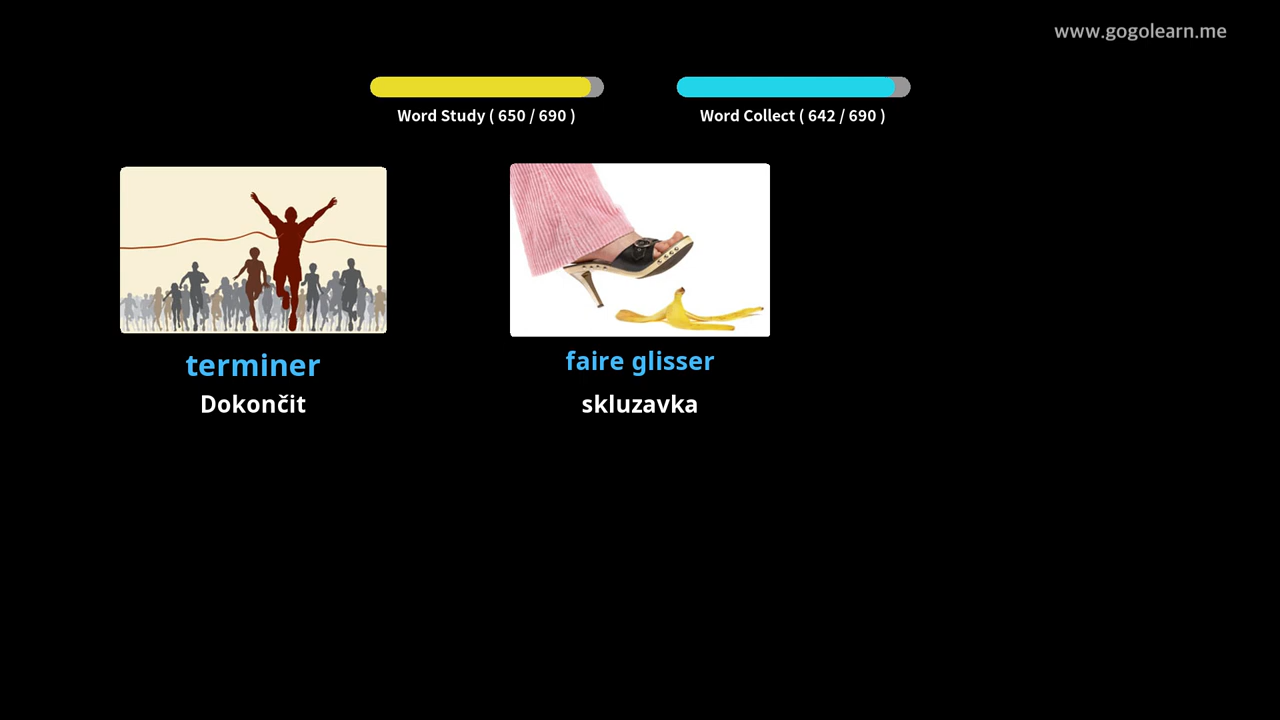 www.gogolearn.me
Word Study ( 650 / 690 )
Word Collect ( 642 / 690 )
terminer
Dokončit
faire glisser
skluzavka